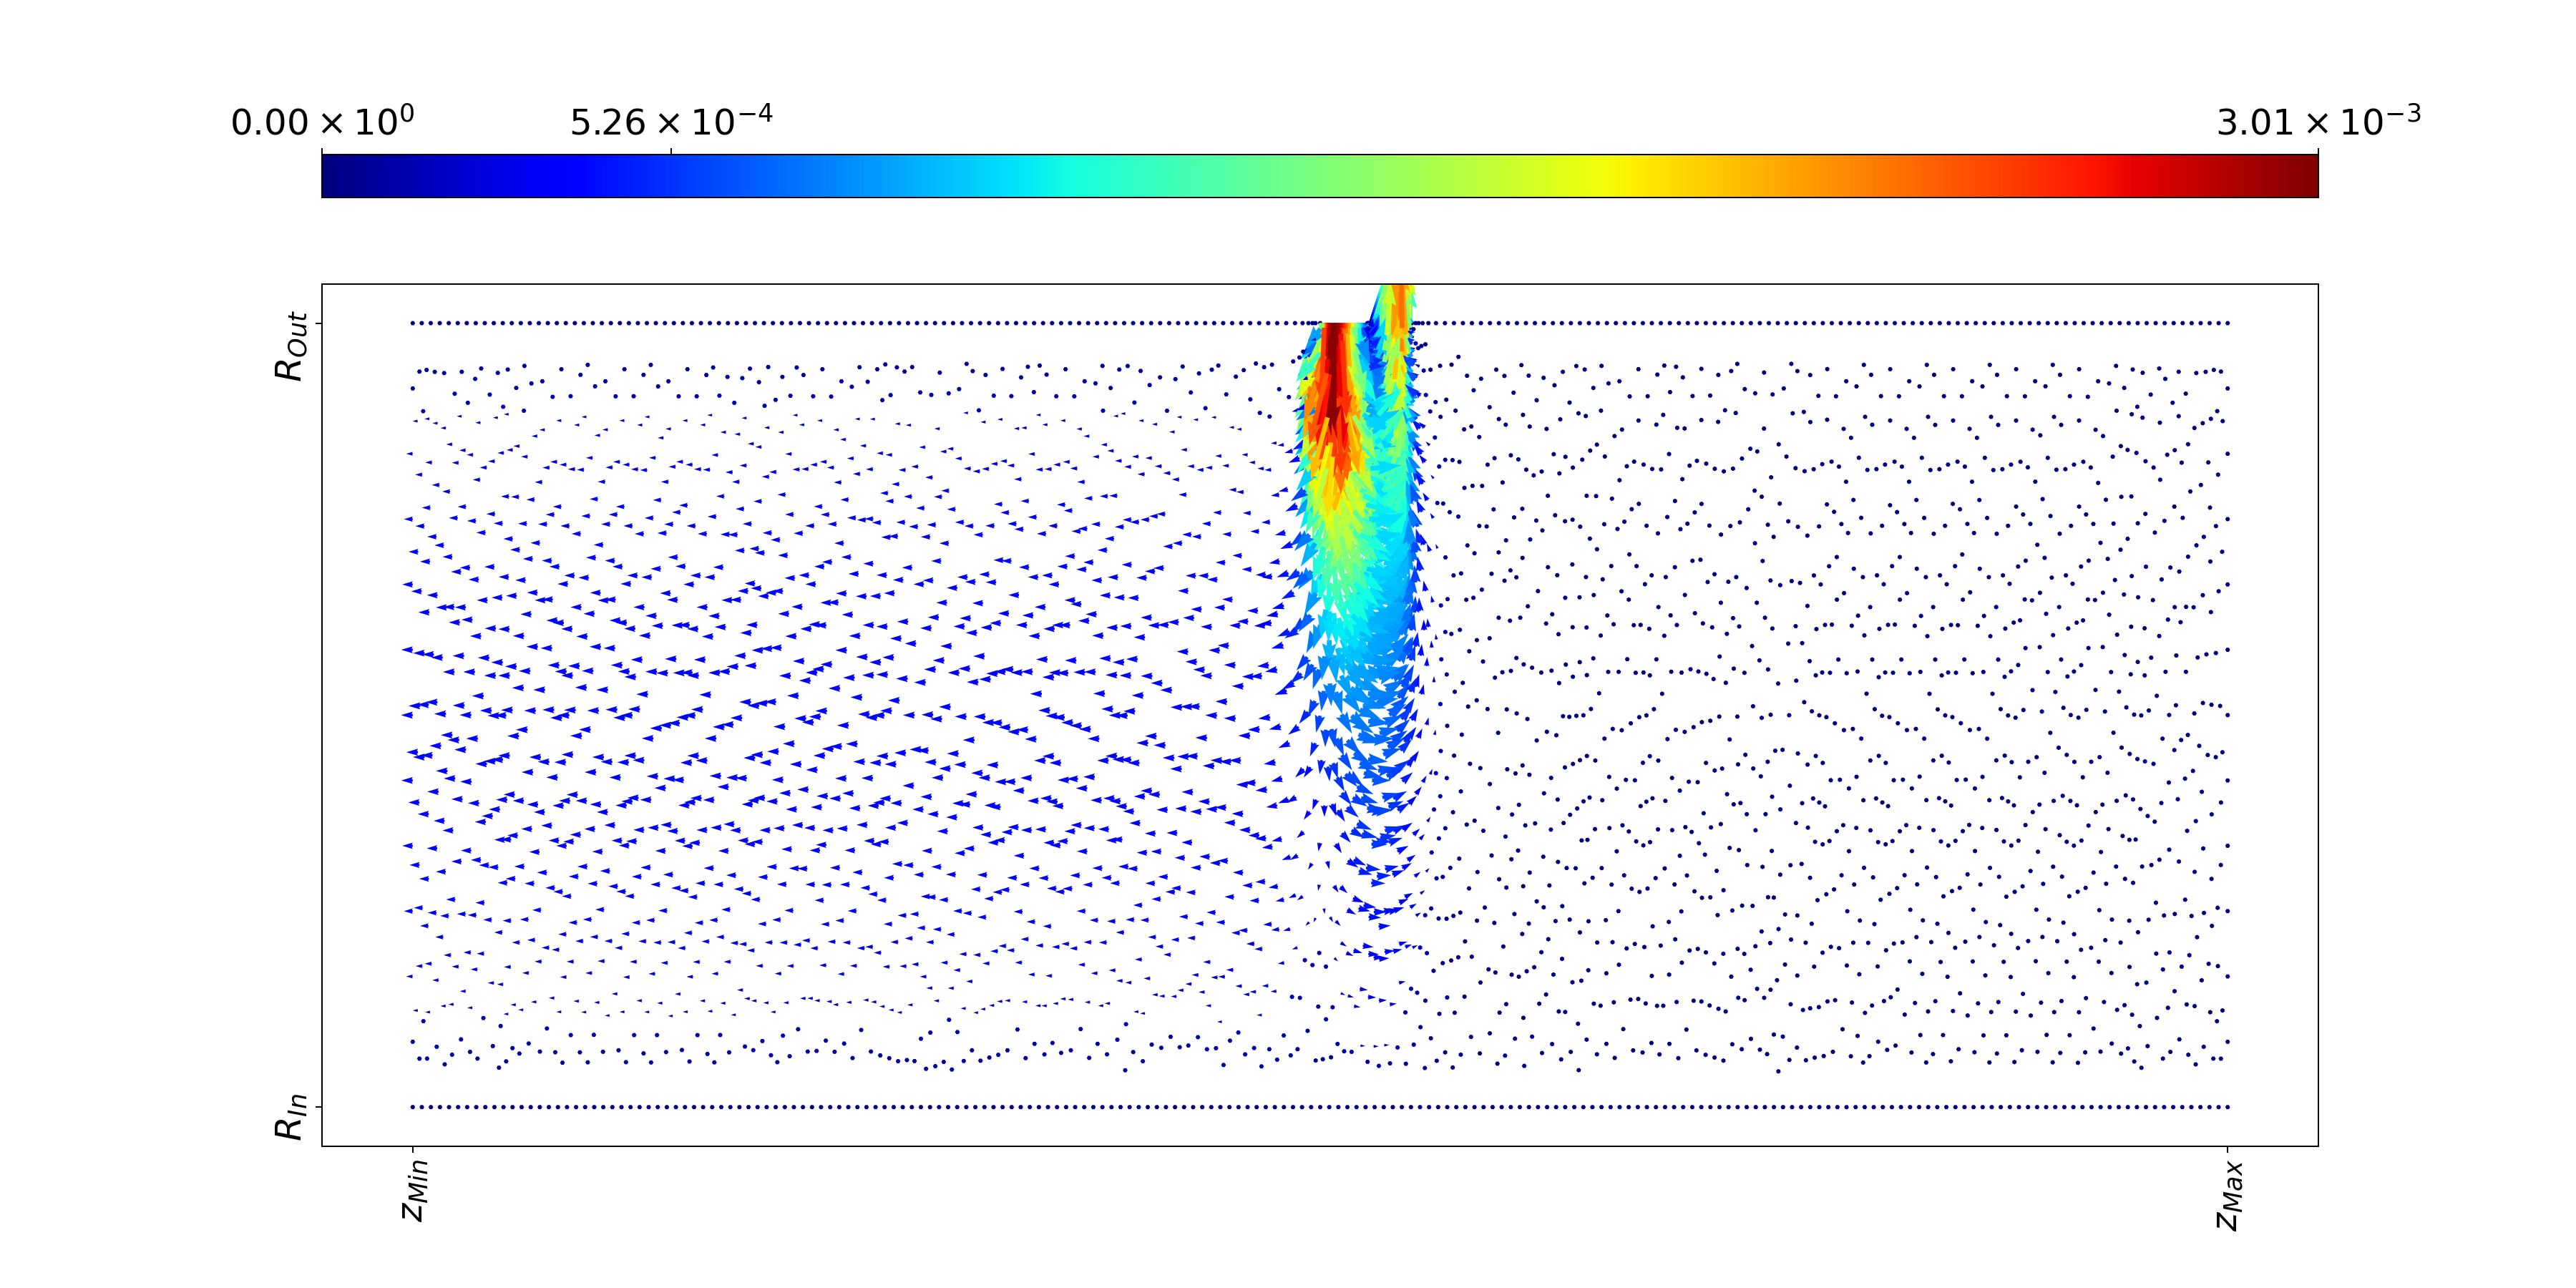 0.00 × 10⁰ 5.26 × 10⁻⁴ 3.01 × 10⁻³
R_Out
R_In
z_Min z_Max